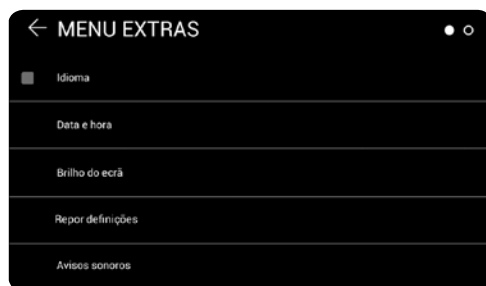 MENU EXTRAS
Idioma
Data e hora
Brilho do ecrã
Repor definições
Avisos sonoros